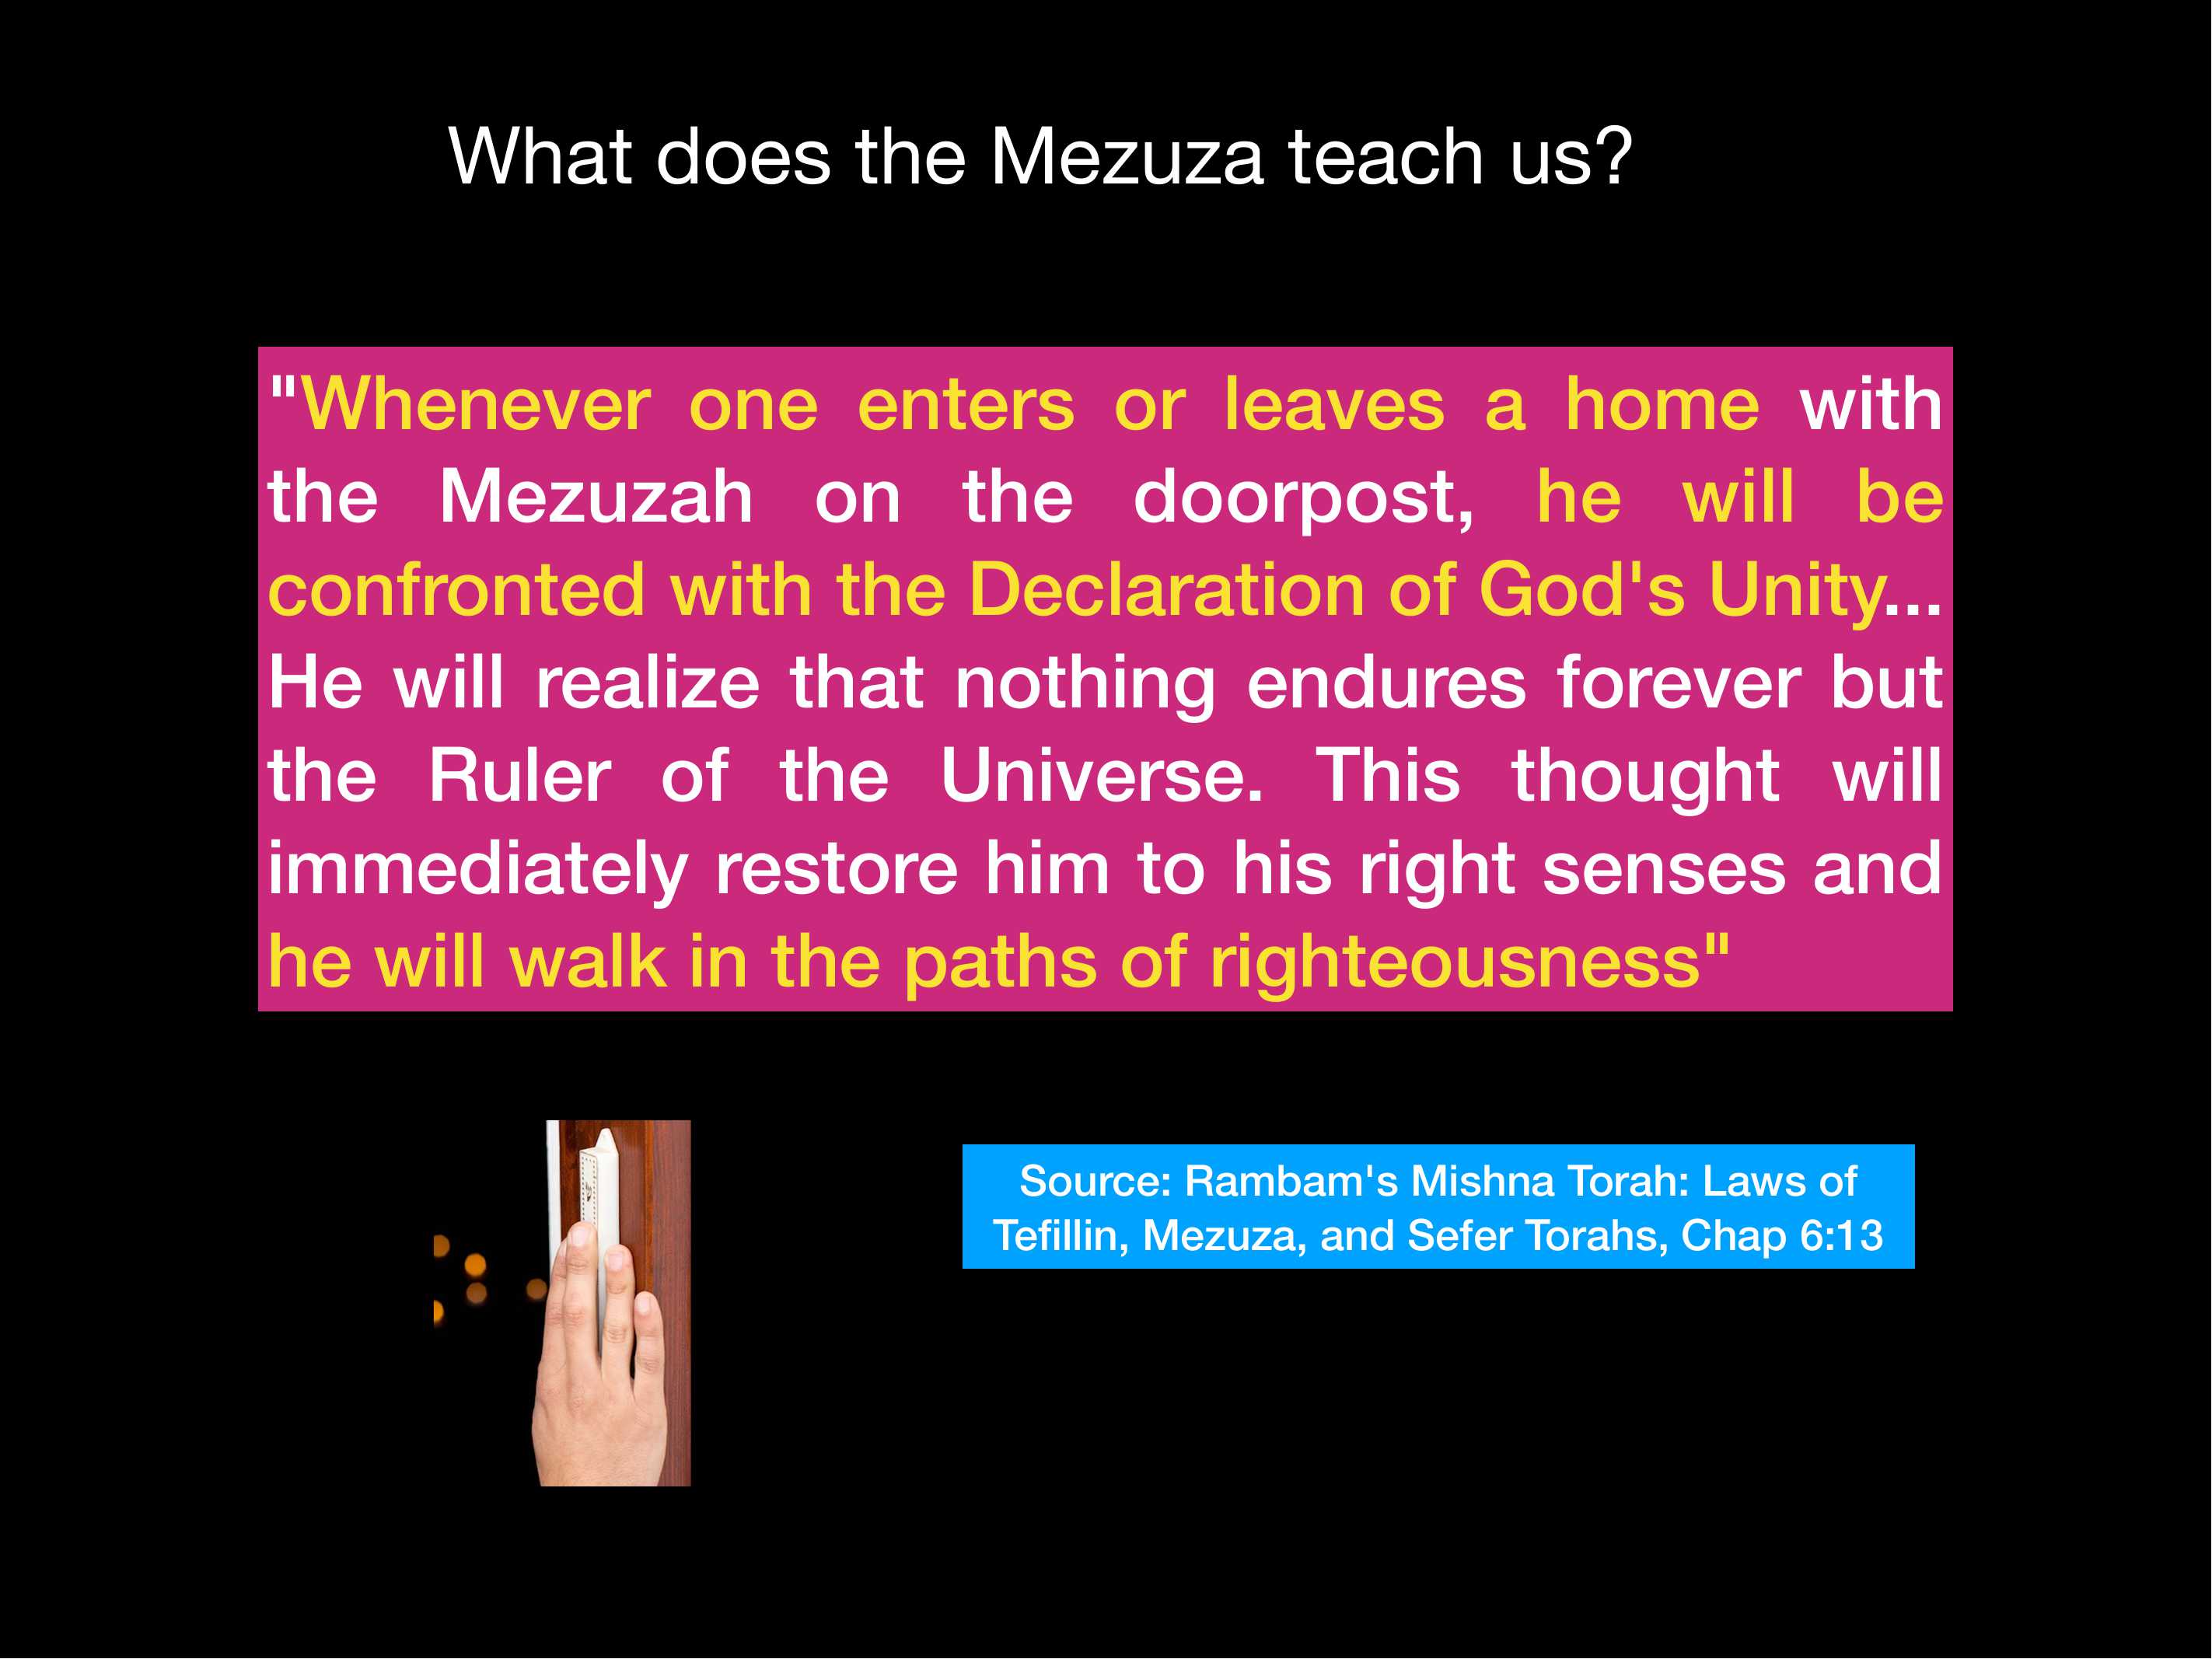 What does the Mezuza teach us?
"Whenever one enters or leaves a home with
the Mezuzah on the doorpost, he will be
confronted with the Declaration of God's Unity...
He will realize that nothing endures forever but
the Ruler of the Universe. This thought will
immediately restore him to his right senses and
he will walk in the paths of righteousness"
Source: Rambam's Mishna Torah: Laws of
Tefillin, Mezuza, and Sefer Torahs, Chap 6:13